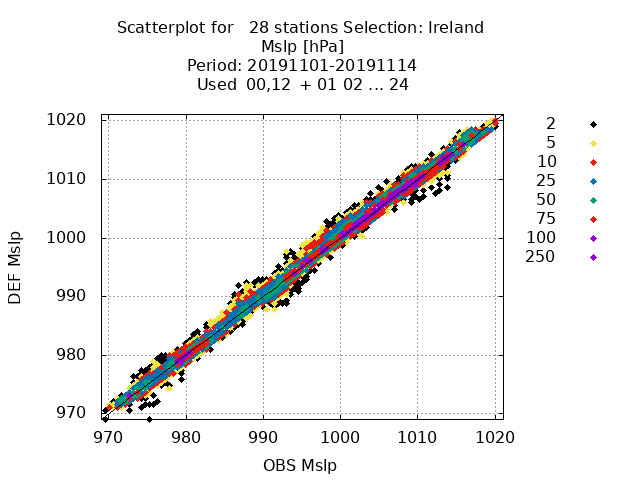 Scatterplot for 28 stations Selection: Ireland
Mslp [hPa]
Period: 20191101-20191114
Used 00,12 + 01 02 ... 24
1020
1010
1000
990
980
970
DEF Mslp
970 980 990 1000 1010 1020
OBS Mslp
2
5
10
25
50
75
100
250